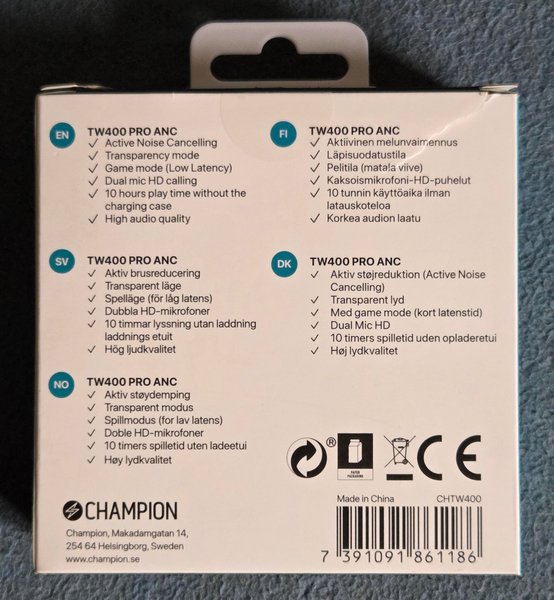 EN
TW400 PRO ANC
✓ Active Noise Cancelling
✓ Transparency mode
✓ Game mode (Low Latency)
✓ Dual mic HD calling
✓ 10 hours play time without the
charging case
✓ High audio quality
FI
TW400 PRO ANC
✓ Aktiivinen melunvaimennus
✓ Läpisuodatustila
✓ Pelitila (matala viive)
✓ Kaksoismikrofoni-HD-puhelut
✓ 10 tunnin käyttöaika ilman
latauskoteloa
✓ Korkea audion laatu
SV
TW400 PRO ANC
✓ Aktiv brusreducering
✓ Transparent läge
✓ Spelläge (för låg latens)
✓ Dubbla HD-mikrofoner
✓ 10 timmar lyssning utan laddning
laddnings etuit
✓ Hög ljudkvalitet
DK
TW400 PRO ANC
✓ Aktiv støjreduktion (Active Noise
Cancelling)
✓ Transparent lyd
✓ Med game mode (kort latenstid)
✓ Dual Mic HD
✓ 10 timers spilletid uden opladeretui
✓ Høj lydkvalitet
NO
TW400 PRO ANC
✓ Aktiv støydemping
✓ Transparent modus
✓ Spillmodus (for lav latens)
✓ Doble HD-mikrofoner
✓ 10 timers spilletid uten ladeetui
✓ Høy lydkvalitet
®
PAPER
PACKAGING
CE
CHAMPION
Champion, Makadamgatan 14,
254 64 Helsingborg, Sweden
www.champion.se
Made in China CHTW400
7 391091 861186